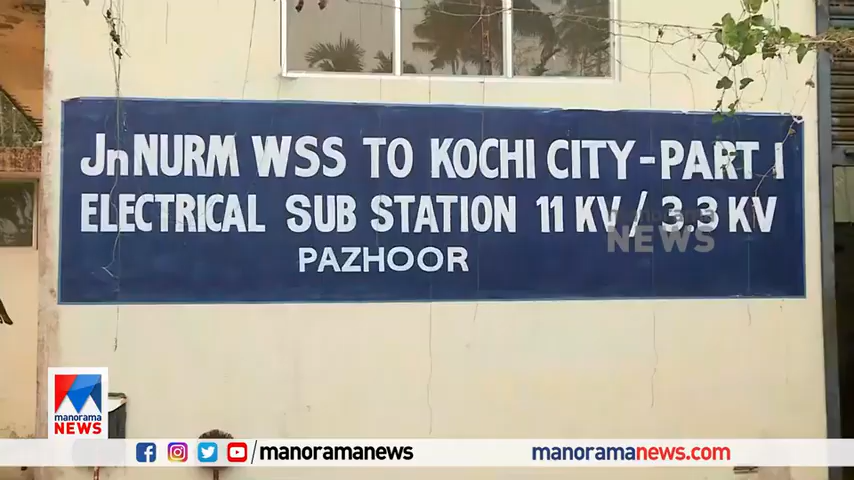 JnNURM WSS TO KOCHI CITY-PART I
ELECTRICAL SUB STATION 11 KV / 3.3 KV
PAZHOOR
manorama
NEWS
manorama
NEWS
manoramanews
manoramanews.com